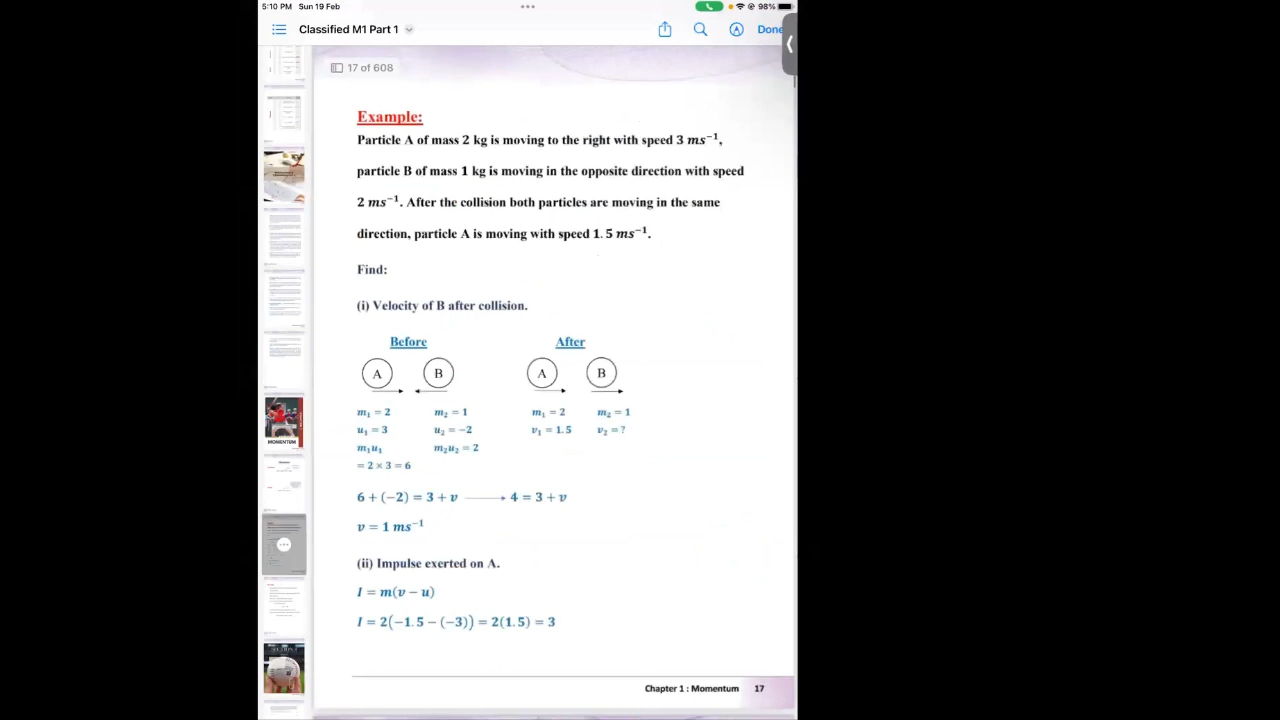 5:10 PM Sun 19 Feb
98%
Classified M1 Part 1
Done
17 of 608
Example:
Particle A of mass 2 kg is moving to the right with speed 3 ms⁻¹,
particle B of mass 1 kg is moving in the opposite direction with speed
2 ms⁻¹. After the collision both particles are moving in the same
direction, particle A is moving with speed 1.5 ms⁻¹.
Find:
(i) Velocity of B after collision.
Before After
A B A B
m₁ = 2 m₂ = 1 m₁ = 2 m₂ = 1
u₁ = 3 u₂ = −2 v₁ = 1.5 v₂ = ?
m₁u₁ m₂u₂ = 2
= 2 × 3 = 6
6 + (−2) = 3 + v ⟶ 4 = 3 + v
v = 1 ms⁻¹
(ii) Impulse exerted on A.
I = m(v − u)
I = 2(−1.5 − (−3)) = 2(1.5) = 3
Chapter 1 : Momentum 17
MOMENTUM